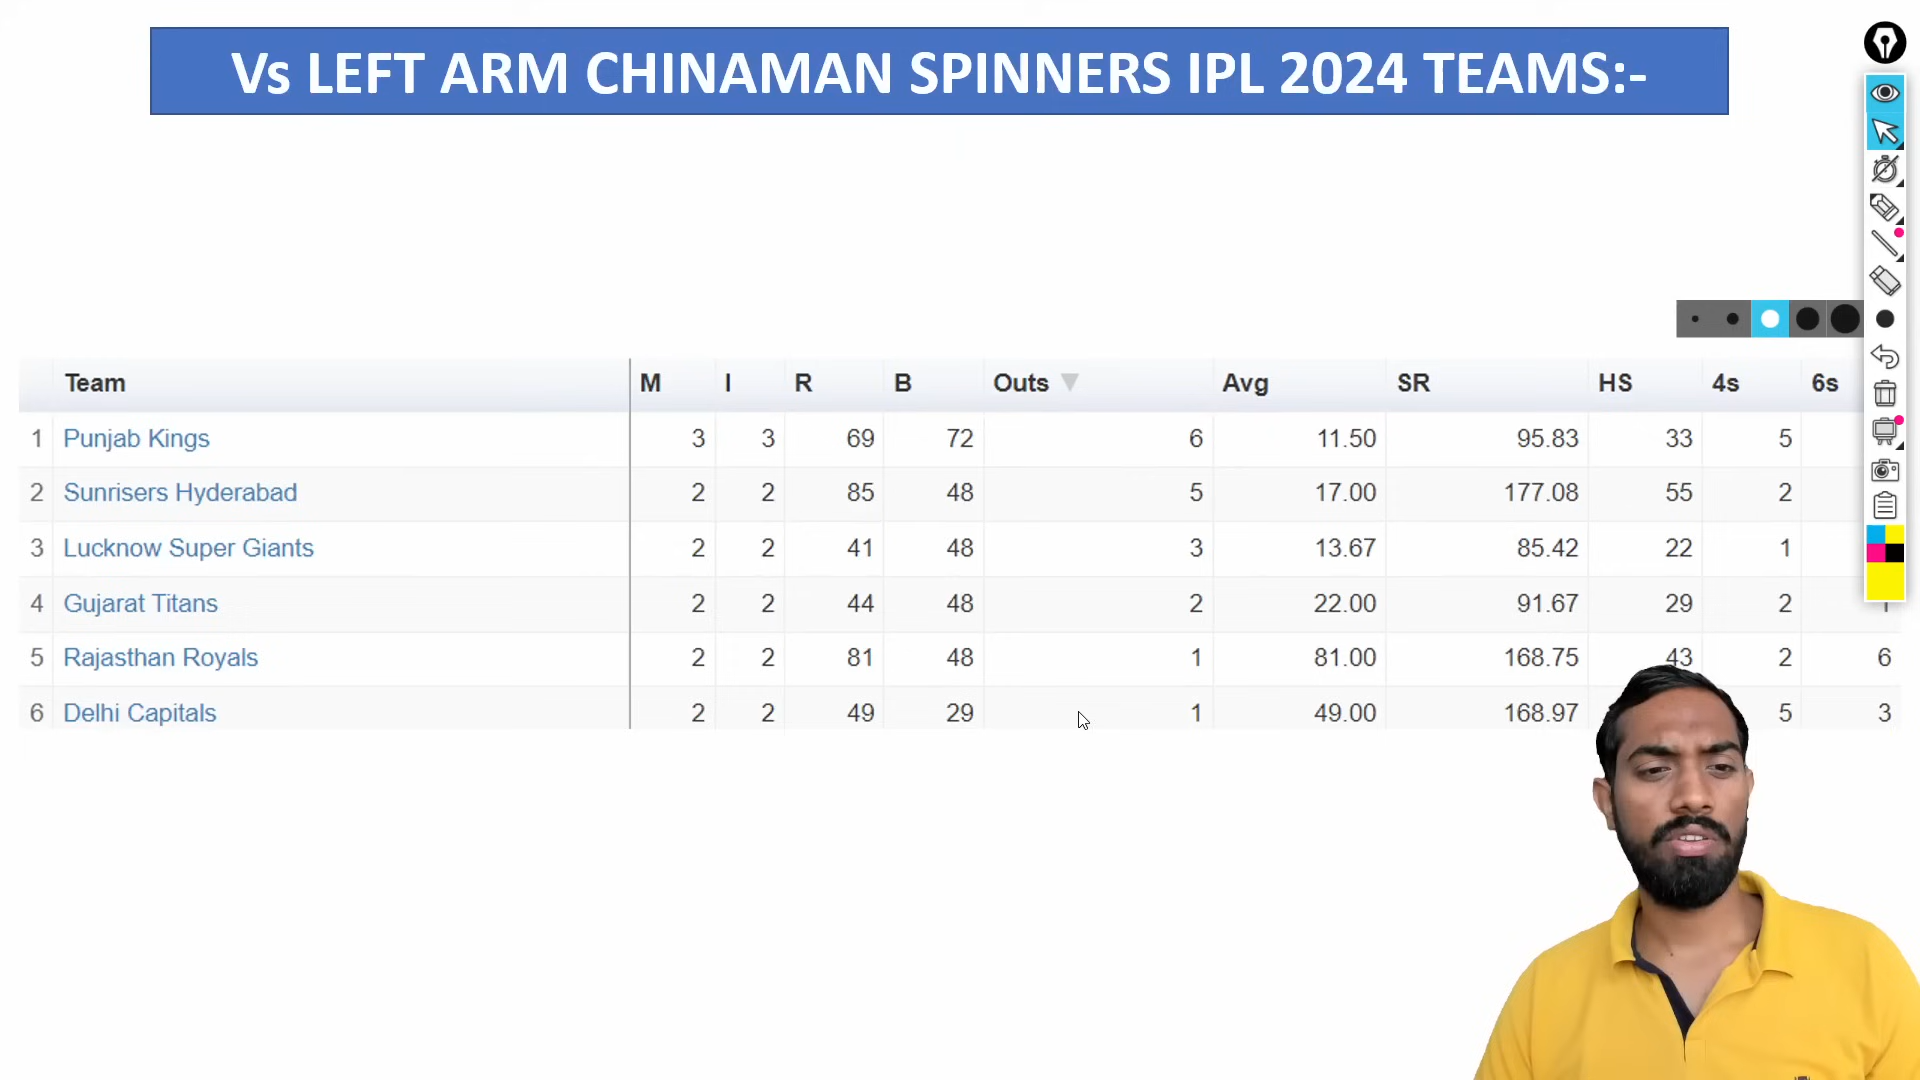 Vs LEFT ARM CHINAMAN SPINNERS IPL 2024 TEAMS:-
Team M I R B Outs Avg SR HS 4s 6s
1 Punjab Kings 3 3 69 72 6 11.50 95.83 33 5
2 Sunrisers Hyderabad 2 2 85 48 5 17.00 177.08 55 2
3 Lucknow Super Giants 2 2 41 48 3 13.67 85.42 22 1
4 Gujarat Titans 2 2 44 48 2 22.00 91.67 29 2
5 Rajasthan Royals 2 2 81 48 1 81.00 168.75 43 2 6
6 Delhi Capitals 2 2 49 29 1 49.00 168.97 5 3